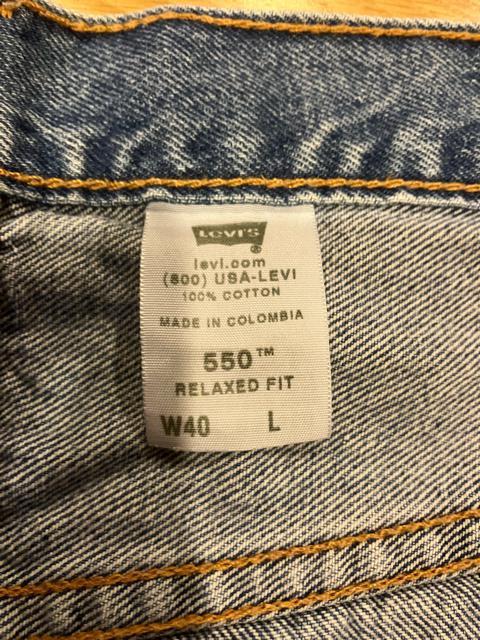 Levi's ®
levi.com
(800) USA-LEVI
100% COTTON
MADE IN COLOMBIA
550™
RELAXED FIT
W40 L